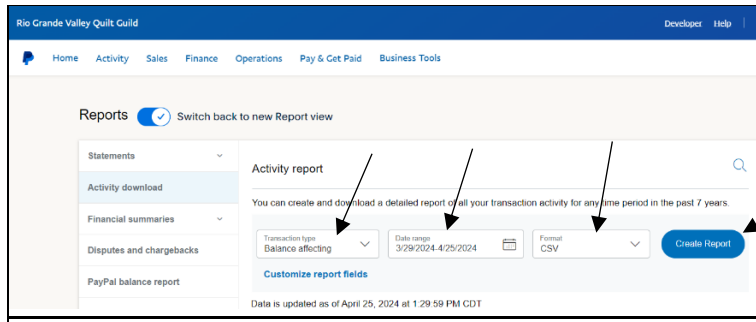 Rio Grande Valley Quilt Guild
Developer Help
Home Activity Sales Finance Operations Pay & Get Paid Business Tools
Reports Switch back to new Report view
Statements
Activity download
Financial summaries
Disputes and chargebacks
PayPal balance report
Activity report
You can create and download a detailed report of all your transaction activity for any time period in the past 7 years.
Transaction type
Balance affecting
Date range
3/29/2024-4/25/2024
Format
CSV
Create Report
Customize report fields
Data is updated as of April 25, 2024 at 1:29:59 PM CDT